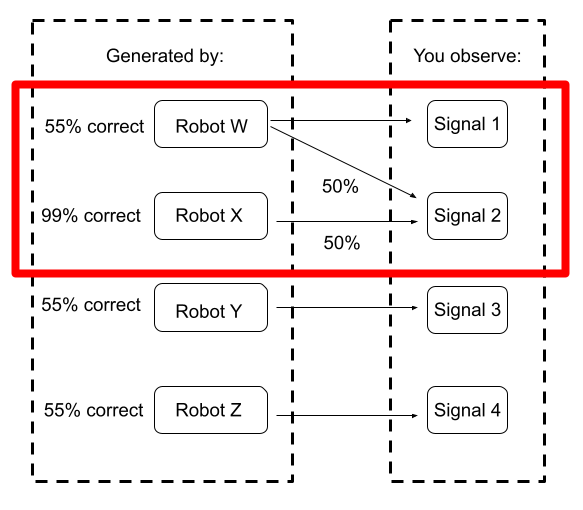 Generated by: You observe:
55% correct Robot W Signal 1
50%
99% correct Robot X Signal 2
50%
55% correct Robot Y Signal 3
55% correct Robot Z Signal 4